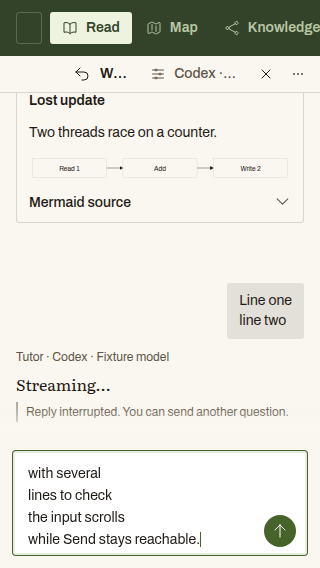 Read
Map
Knowledge
W...
Codex ·...
Lost update
Two threads race on a counter.
Read 1
Add
Write 2
Mermaid source
Line one
line two
Tutor · Codex · Fixture model
Streaming...
Reply interrupted. You can send another question.
with several
lines to check
the input scrolls
while Send stays reachable.